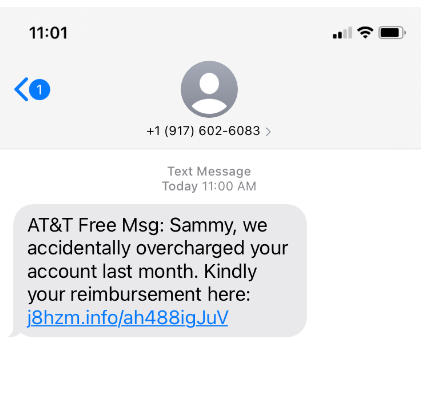 11:01
1
+1 (917) 602-6083 >
Text Message
Today 11:00 AM
AT&T Free Msg: Sammy, we
accidentally overcharged your
account last month. Kindly
your reimbursement here:
j8hzm.info/ah488igJuV